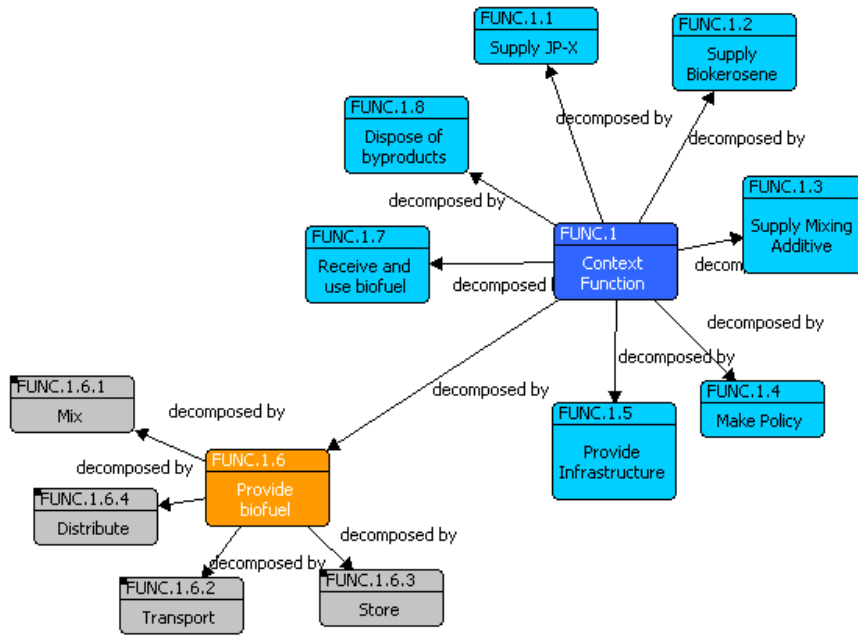 FUNC.1.1
Supply JP-X
FUNC.1.2
Supply
Biokerosene
FUNC.1.8
Dispose of
byproducts
decomposed by
decomposed by
decomposed by
FUNC.1.3
Supply Mixing
Additive
FUNC.1.7
Receive and
use biofuel
FUNC.1
Context
Function
decomposed
decomp
decomposed by
decomposed by
FUNC.1.6.1
Mix
decomposed by
decomposed by
FUNC.1.5
Provide
Infrastructure
FUNC.1.4
Make Policy
decomposed by
FUNC.1.6
Provide
biofuel
FUNC.1.6.4
Distribute
decomposed by
decomposed by
FUNC.1.6.2
Transport
FUNC.1.6.3
Store